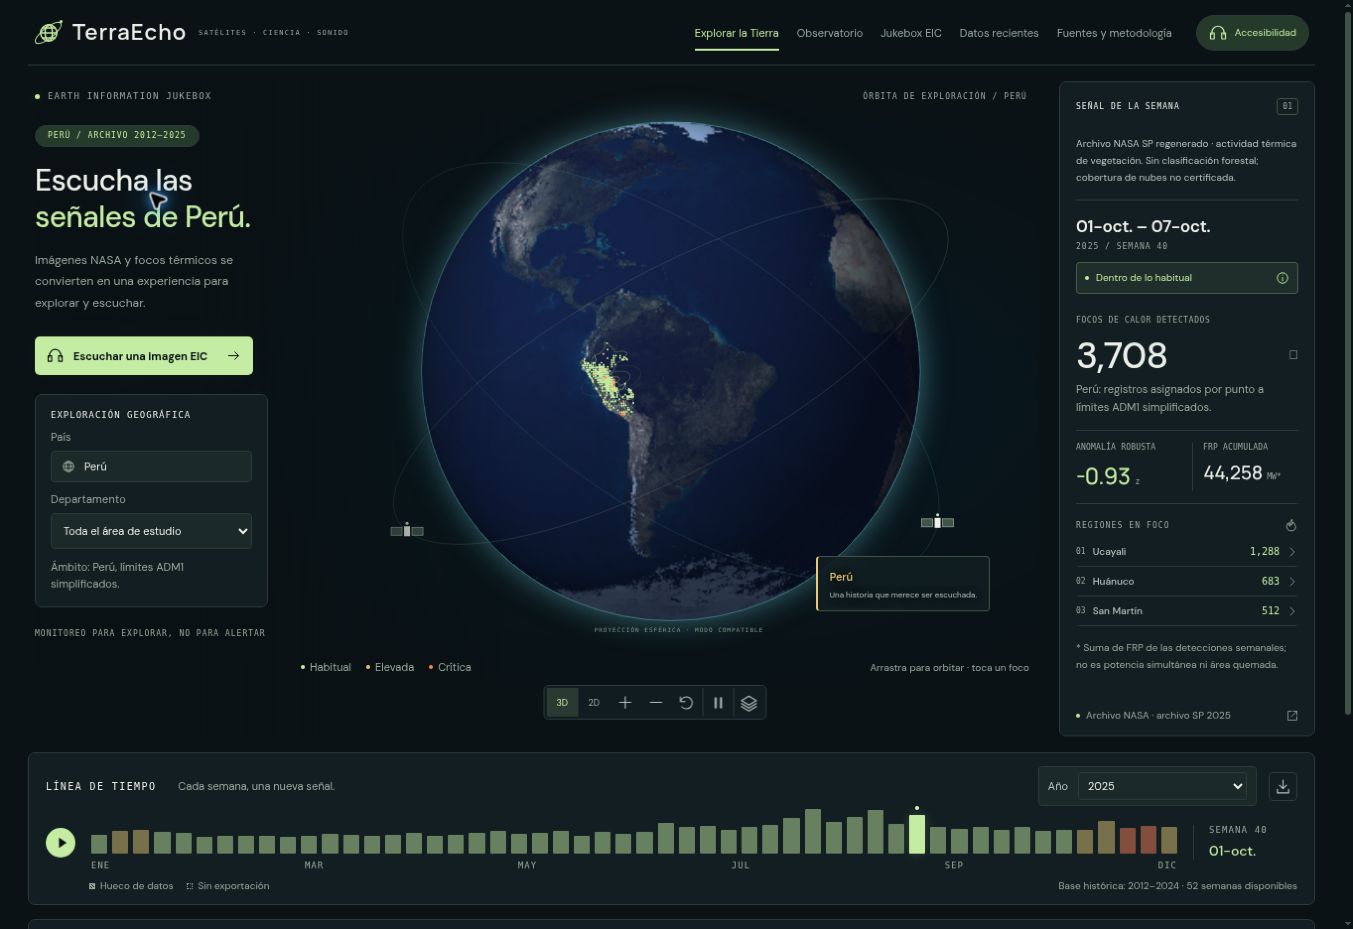 TerraEcho
SATÉLITES · CIENCIA · SONIDO
Explorar la Tierra
Observatorio
Jukebox EIC
Datos recientes
Fuentes y metodología
Accesibilidad
EARTH INFORMATION JUKEBOX
PERÚ / ARCHIVO 2012—2025
Escucha las
señales de Perú.
Imágenes NASA y focos térmicos se
convierten en una experiencia para
explorar y escuchar.
Escuchar una imagen EIC
EXPLORACIÓN GEOGRÁFICA
País
Perú
Departamento
Toda el área de estudio
Ámbito: Perú, límites ADM1
simplificados.
MONITOREO PARA EXPLORAR, NO PARA ALERTAR
ÓRBITA DE EXPLORACIÓN / PERÚ
Perú
Una historia que merece ser escuchada.
PROYECCIÓN ESFÉRICA · MODO COMPATIBLE
Habitual
Elevada
Crítica
Arrastra para orbitar · toca un foco
3D
2D
SEÑAL DE LA SEMANA
01
Archivo NASA SP regenerado · actividad térmica
de vegetación. Sin clasificación forestal;
cobertura de nubes no certificada.
01-oct. – 07-oct.
2025 / SEMANA 40
Dentro de lo habitual
FOCOS DE CALOR DETECTADOS
3,708
Perú: registros asignados por punto a
límites ADM1 simplificados.
ANOMALÍA ROBUSTA
-0.93 z
FRP ACUMULADA
44,258 MW*
REGIONES EN FOCO
01 Ucayali 1,288
02 Huánuco 683
03 San Martín 512
* Suma de FRP de las detecciones semanales;
no es potencia simultánea ni área quemada.
Archivo NASA · archivo SP 2025
LÍNEA DE TIEMPO
Cada semana, una nueva señal.
Año
2025
ENE
MAR
MAY
JUL
SEP
DIC
SEMANA 40
01-oct.
Hueco de datos
Sin exportación
Base histórica: 2012–2024 · 52 semanas disponibles